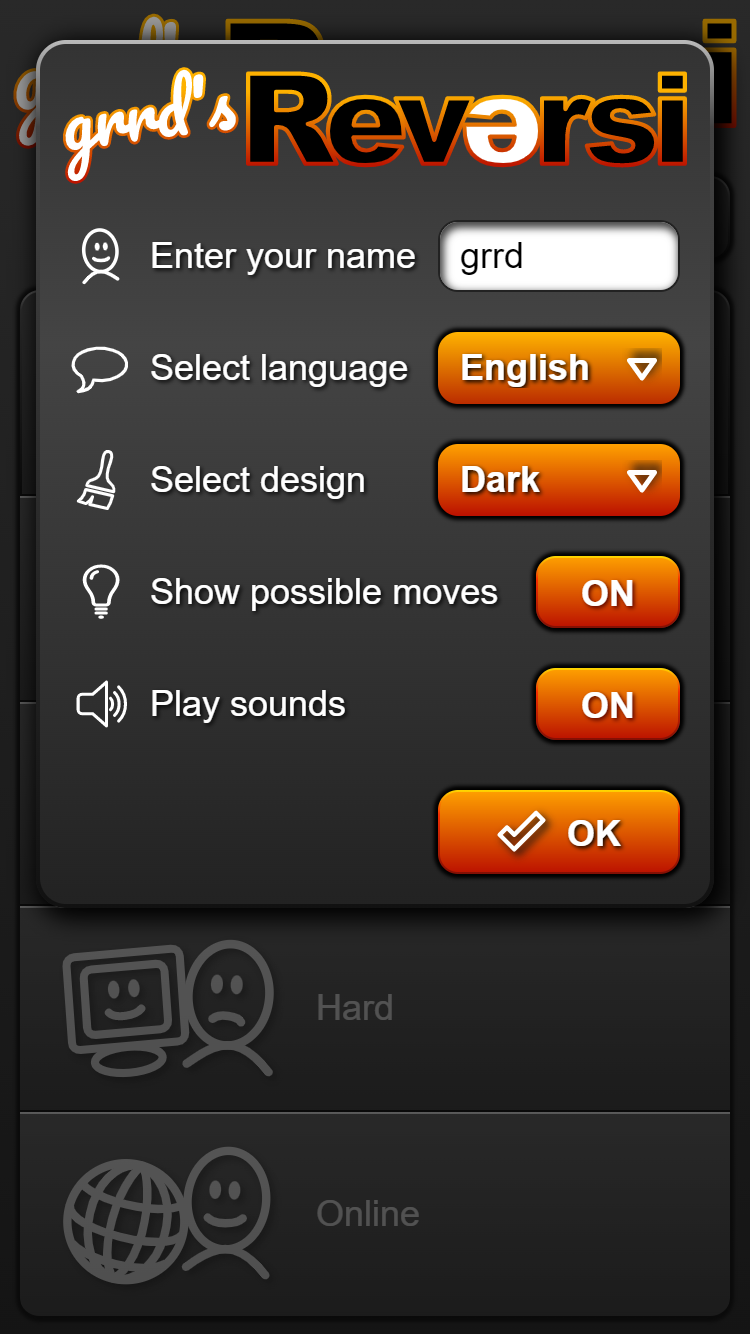 grrd's Reversi
Enter your name grrd
Select language English
Select design Dark
Show possible moves ON
Play sounds ON
OK
Hard
Online